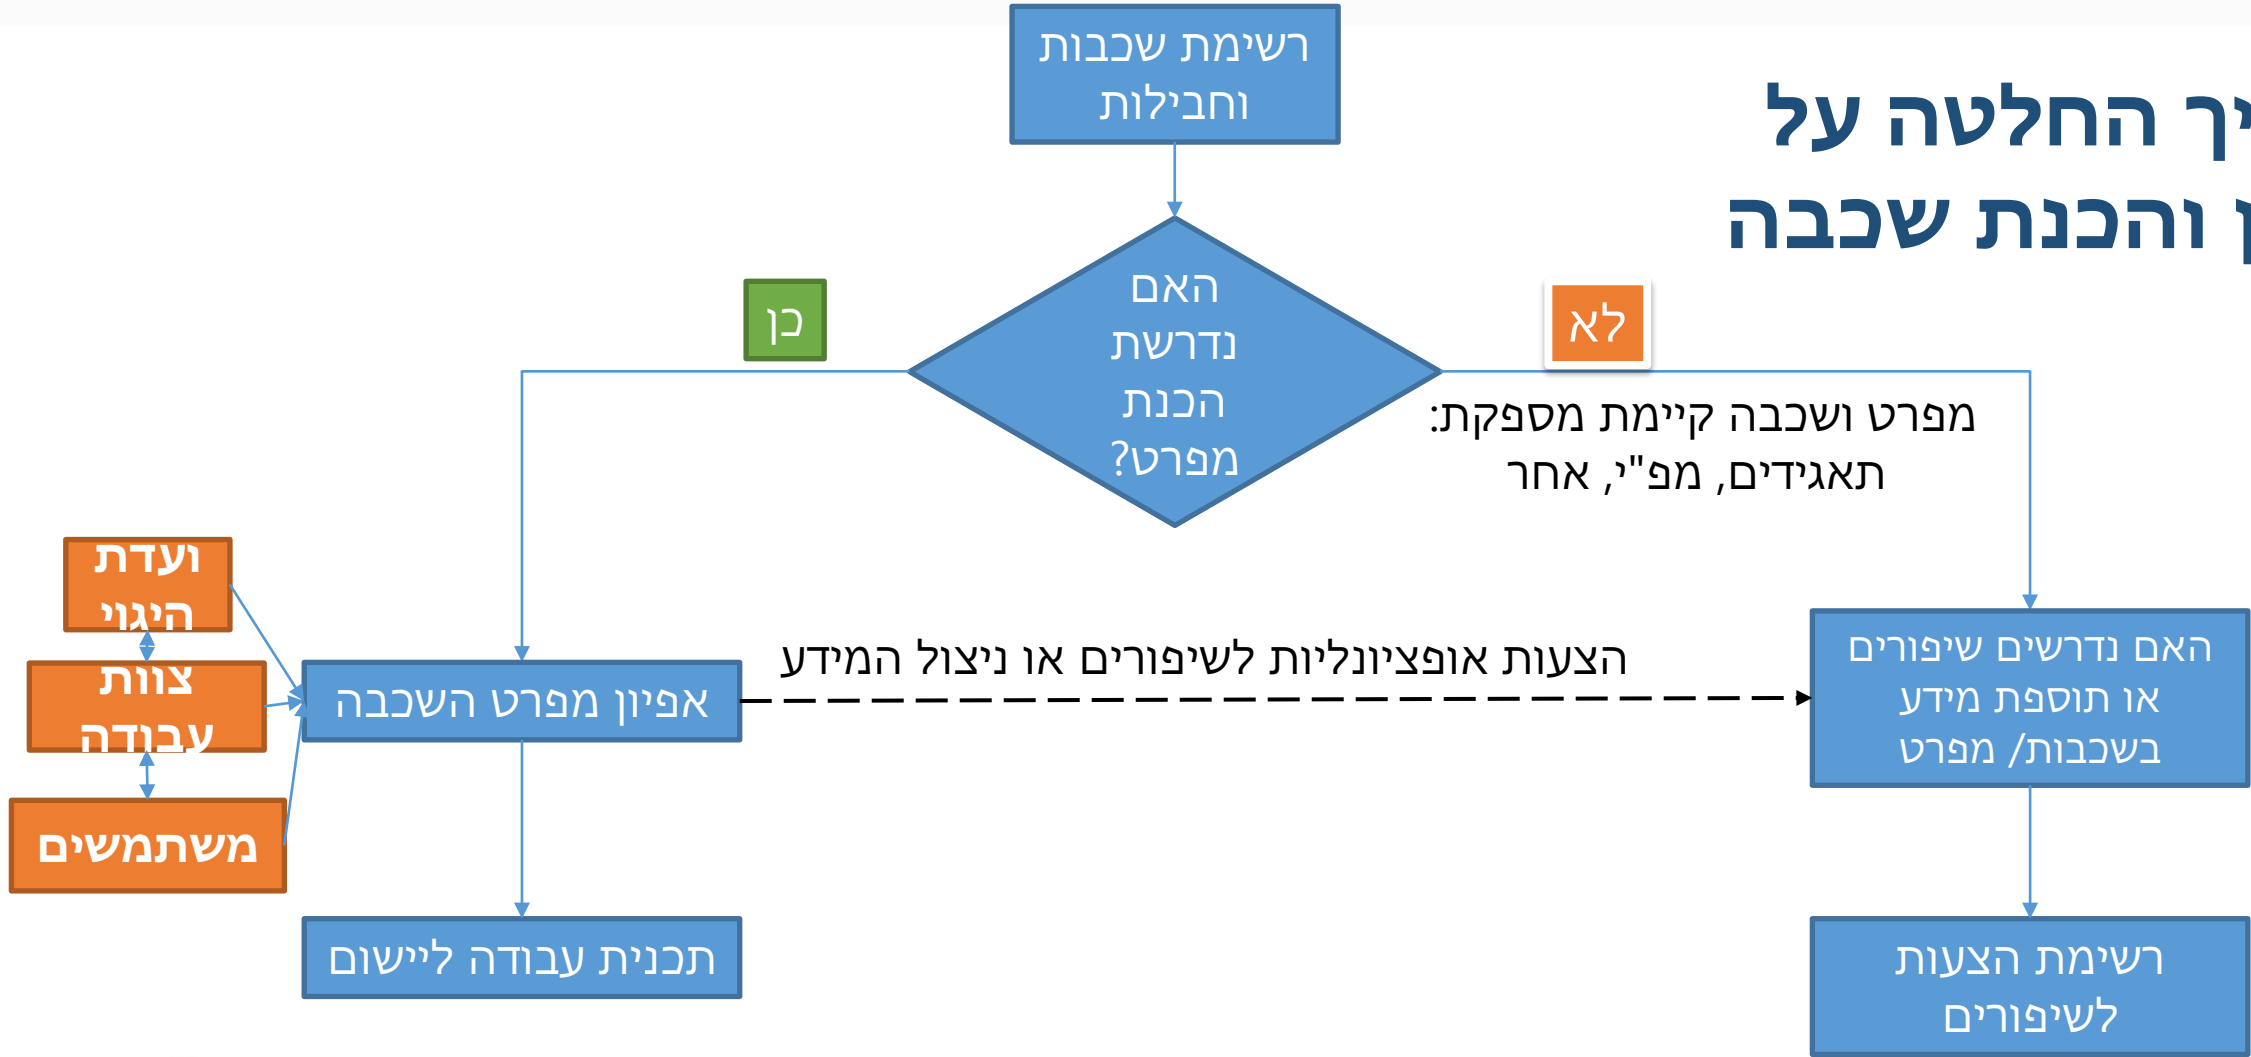 רשימת שכבות
וחבילות
החלטה על
והכנת שכבה
האם
נדרשת
הכנת
מפרט?
כן
לא
מפרט ושכבה קיימת מספקת:
תאגידים, מפ"י, אחר
ועדת
היגוי
צוות
עבודה
משתמשים
אפיון מפרט השכבה
הצעות אופציונליות לשיפורים או ניצול המידע
האם נדרשים שיפורים
או תוספת מידע
בשכבות/ מפרט
תכנית עבודה ליישום
רשימת הצעות
לשיפורים